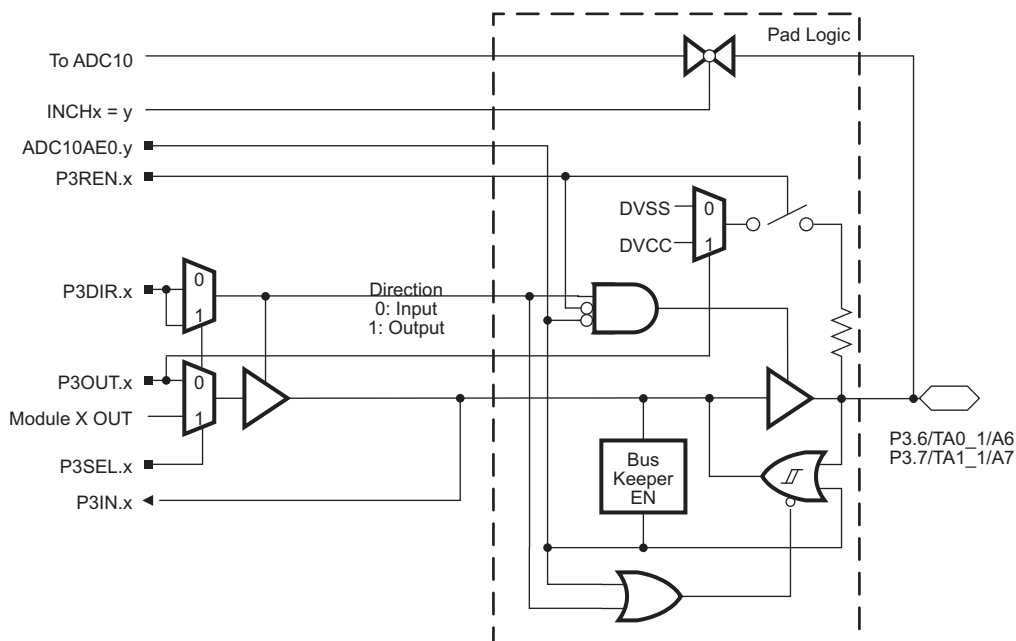 Pad Logic
To ADC10
INCHx = y
ADC10AE0.y
P3REN.x
DVSS
0
DVCC
1
P3DIR.x
0
1
Direction
0: Input
1: Output
P3OUT.x
0
Module X OUT
1
P3SEL.x
P3IN.x
Bus
Keeper
EN
P3.6/TA0_1/A6
P3.7/TA1_1/A7